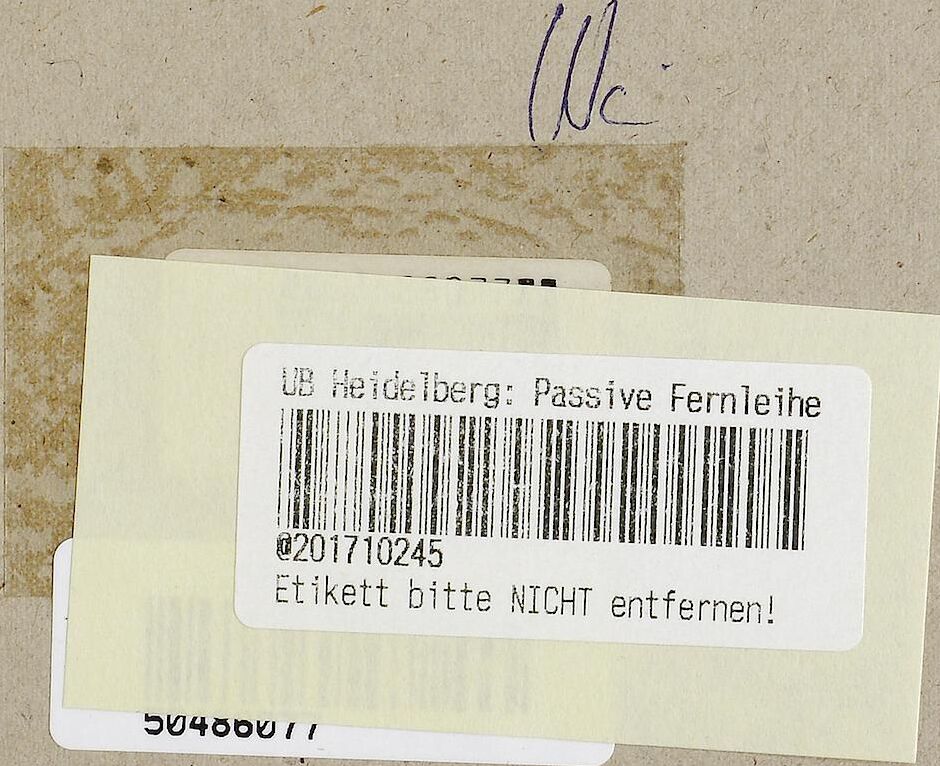 UB Heidelberg: Passive Fernleihe
@201710245
Etikett bitte NICHT entfernen!
50486077